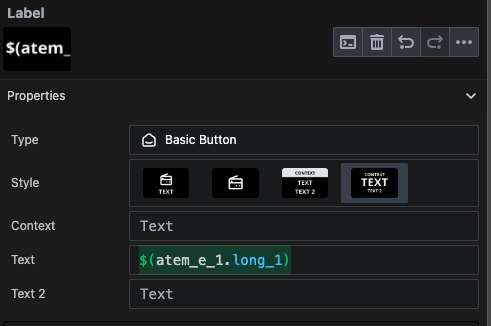 Label
$(atem_
Properties
Type
Basic Button
Style
TEXT
CONTEXT
TEXT
TEXT 2
CONTEXT
TEXT
TEXT 2
Context
Text
Text
$(atem_e_1.long_1)
Text 2
Text